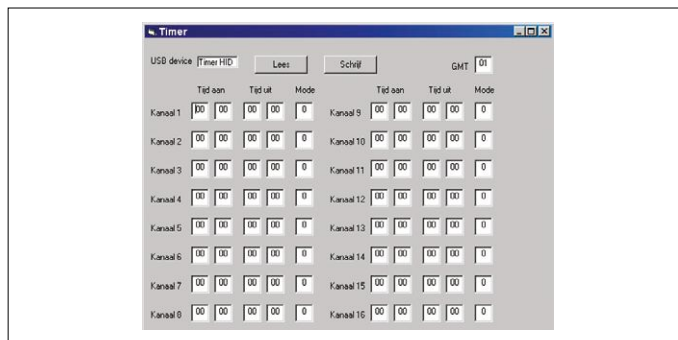 Timer
USB device Timer HID Lees Schrijf GMT 01
Tijd aan Tijd uit Mode Tijd aan Tijd uit Mode
Kanaal 1 00 00 00 00 0 Kanaal 9 00 00 00 00 0
Kanaal 2 00 00 00 00 0 Kanaal 10 00 00 00 00 0
Kanaal 3 00 00 00 00 0 Kanaal 11 00 00 00 00 0
Kanaal 4 00 00 00 00 0 Kanaal 12 00 00 00 00 0
Kanaal 5 00 00 00 00 0 Kanaal 13 00 00 00 00 0
Kanaal 6 00 00 00 00 0 Kanaal 14 00 00 00 00 0
Kanaal 7 00 00 00 00 0 Kanaal 15 00 00 00 00 0
Kanaal 8 00 00 00 00 0 Kanaal 16 00 00 00 00 0